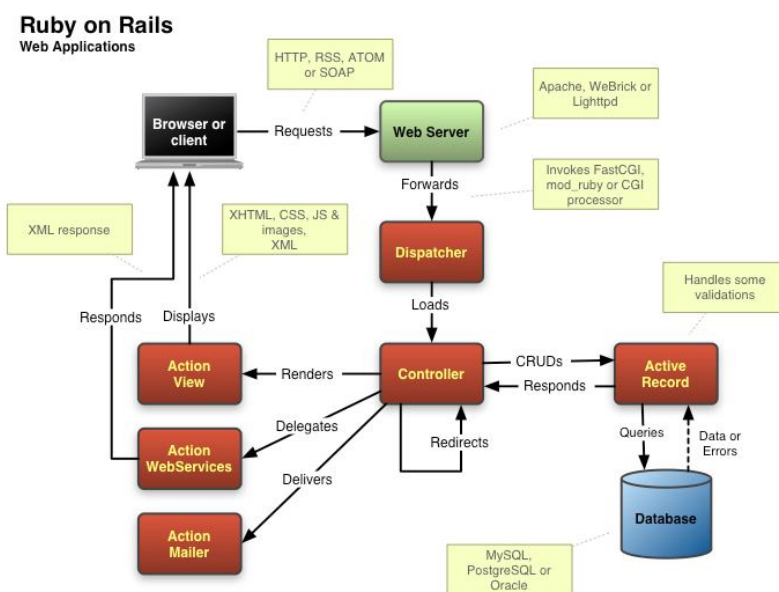 Ruby on Rails
Web Applications
HTTP, RSS, ATOM
or SOAP
Apache, WeBrick or
Lighttpd
Browser or
client
Requests
Web Server
Forwards
Invokes FastCGI,
mod_ruby or CGI
processor
XML response
XHTML, CSS, JS &
images,
XML
Dispatcher
Handles some
validations
Responds
Displays
Loads
Action
View
Renders
Controller
CRUDs
Responds
Active
Record
Delegates
Redirects
Queries
Data or
Errors
Action
WebServices
Delivers
Action
Mailer
Database
MySQL,
PostgreSQL or
Oracle